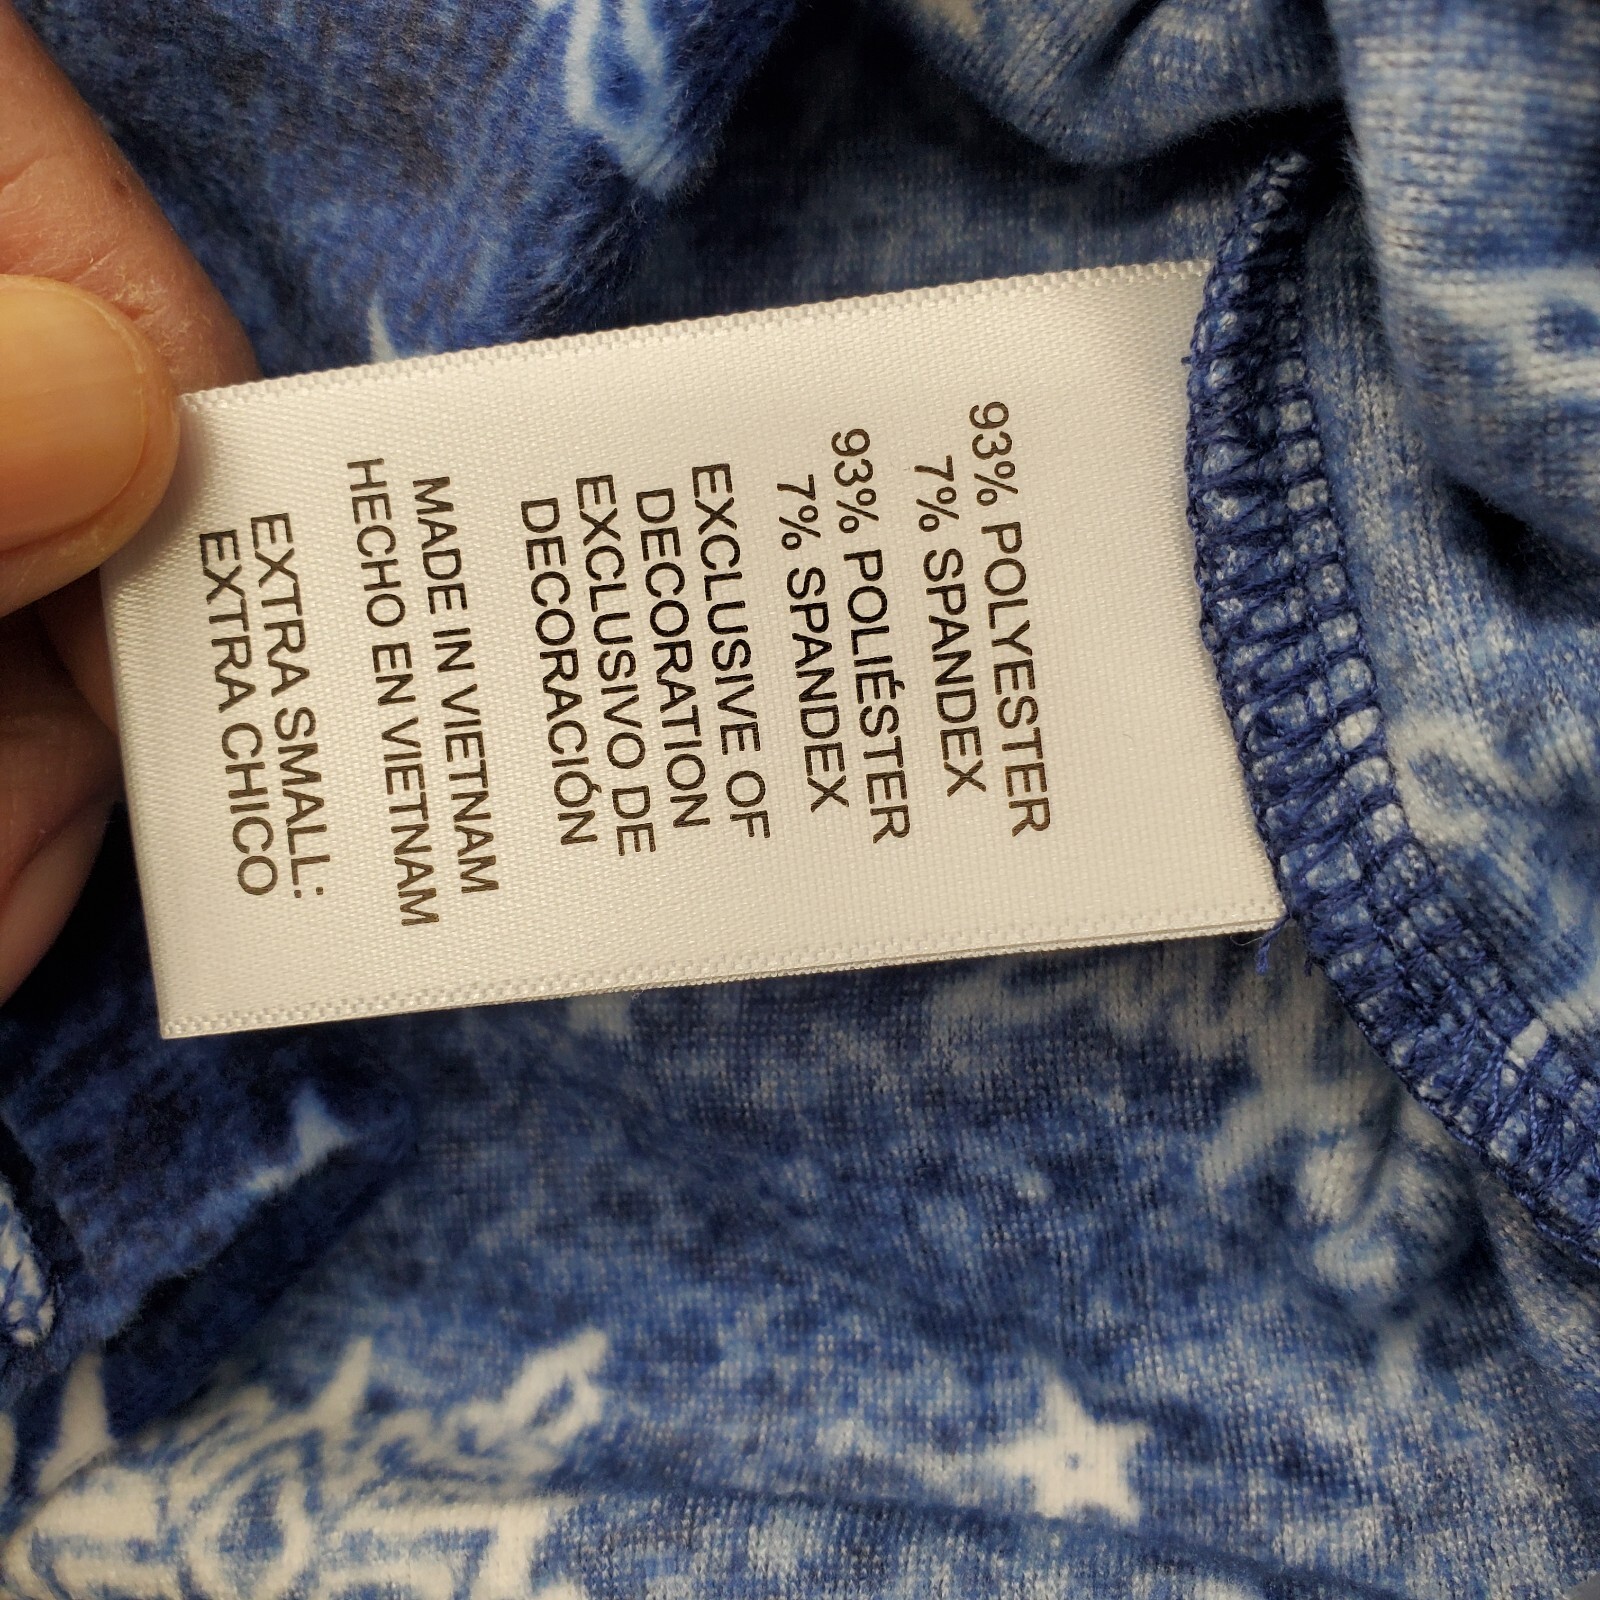 93% POLYESTER
7% SPANDEX
93% POLIÉSTER
7% SPANDEX
EXCLUSIVE OF
DECORATION
EXCLUSIVO DE
DECORACIÓN
MADE IN VIETNAM
HECHO EN VIETNAM
EXTRA SMALL:
EXTRA CHICO